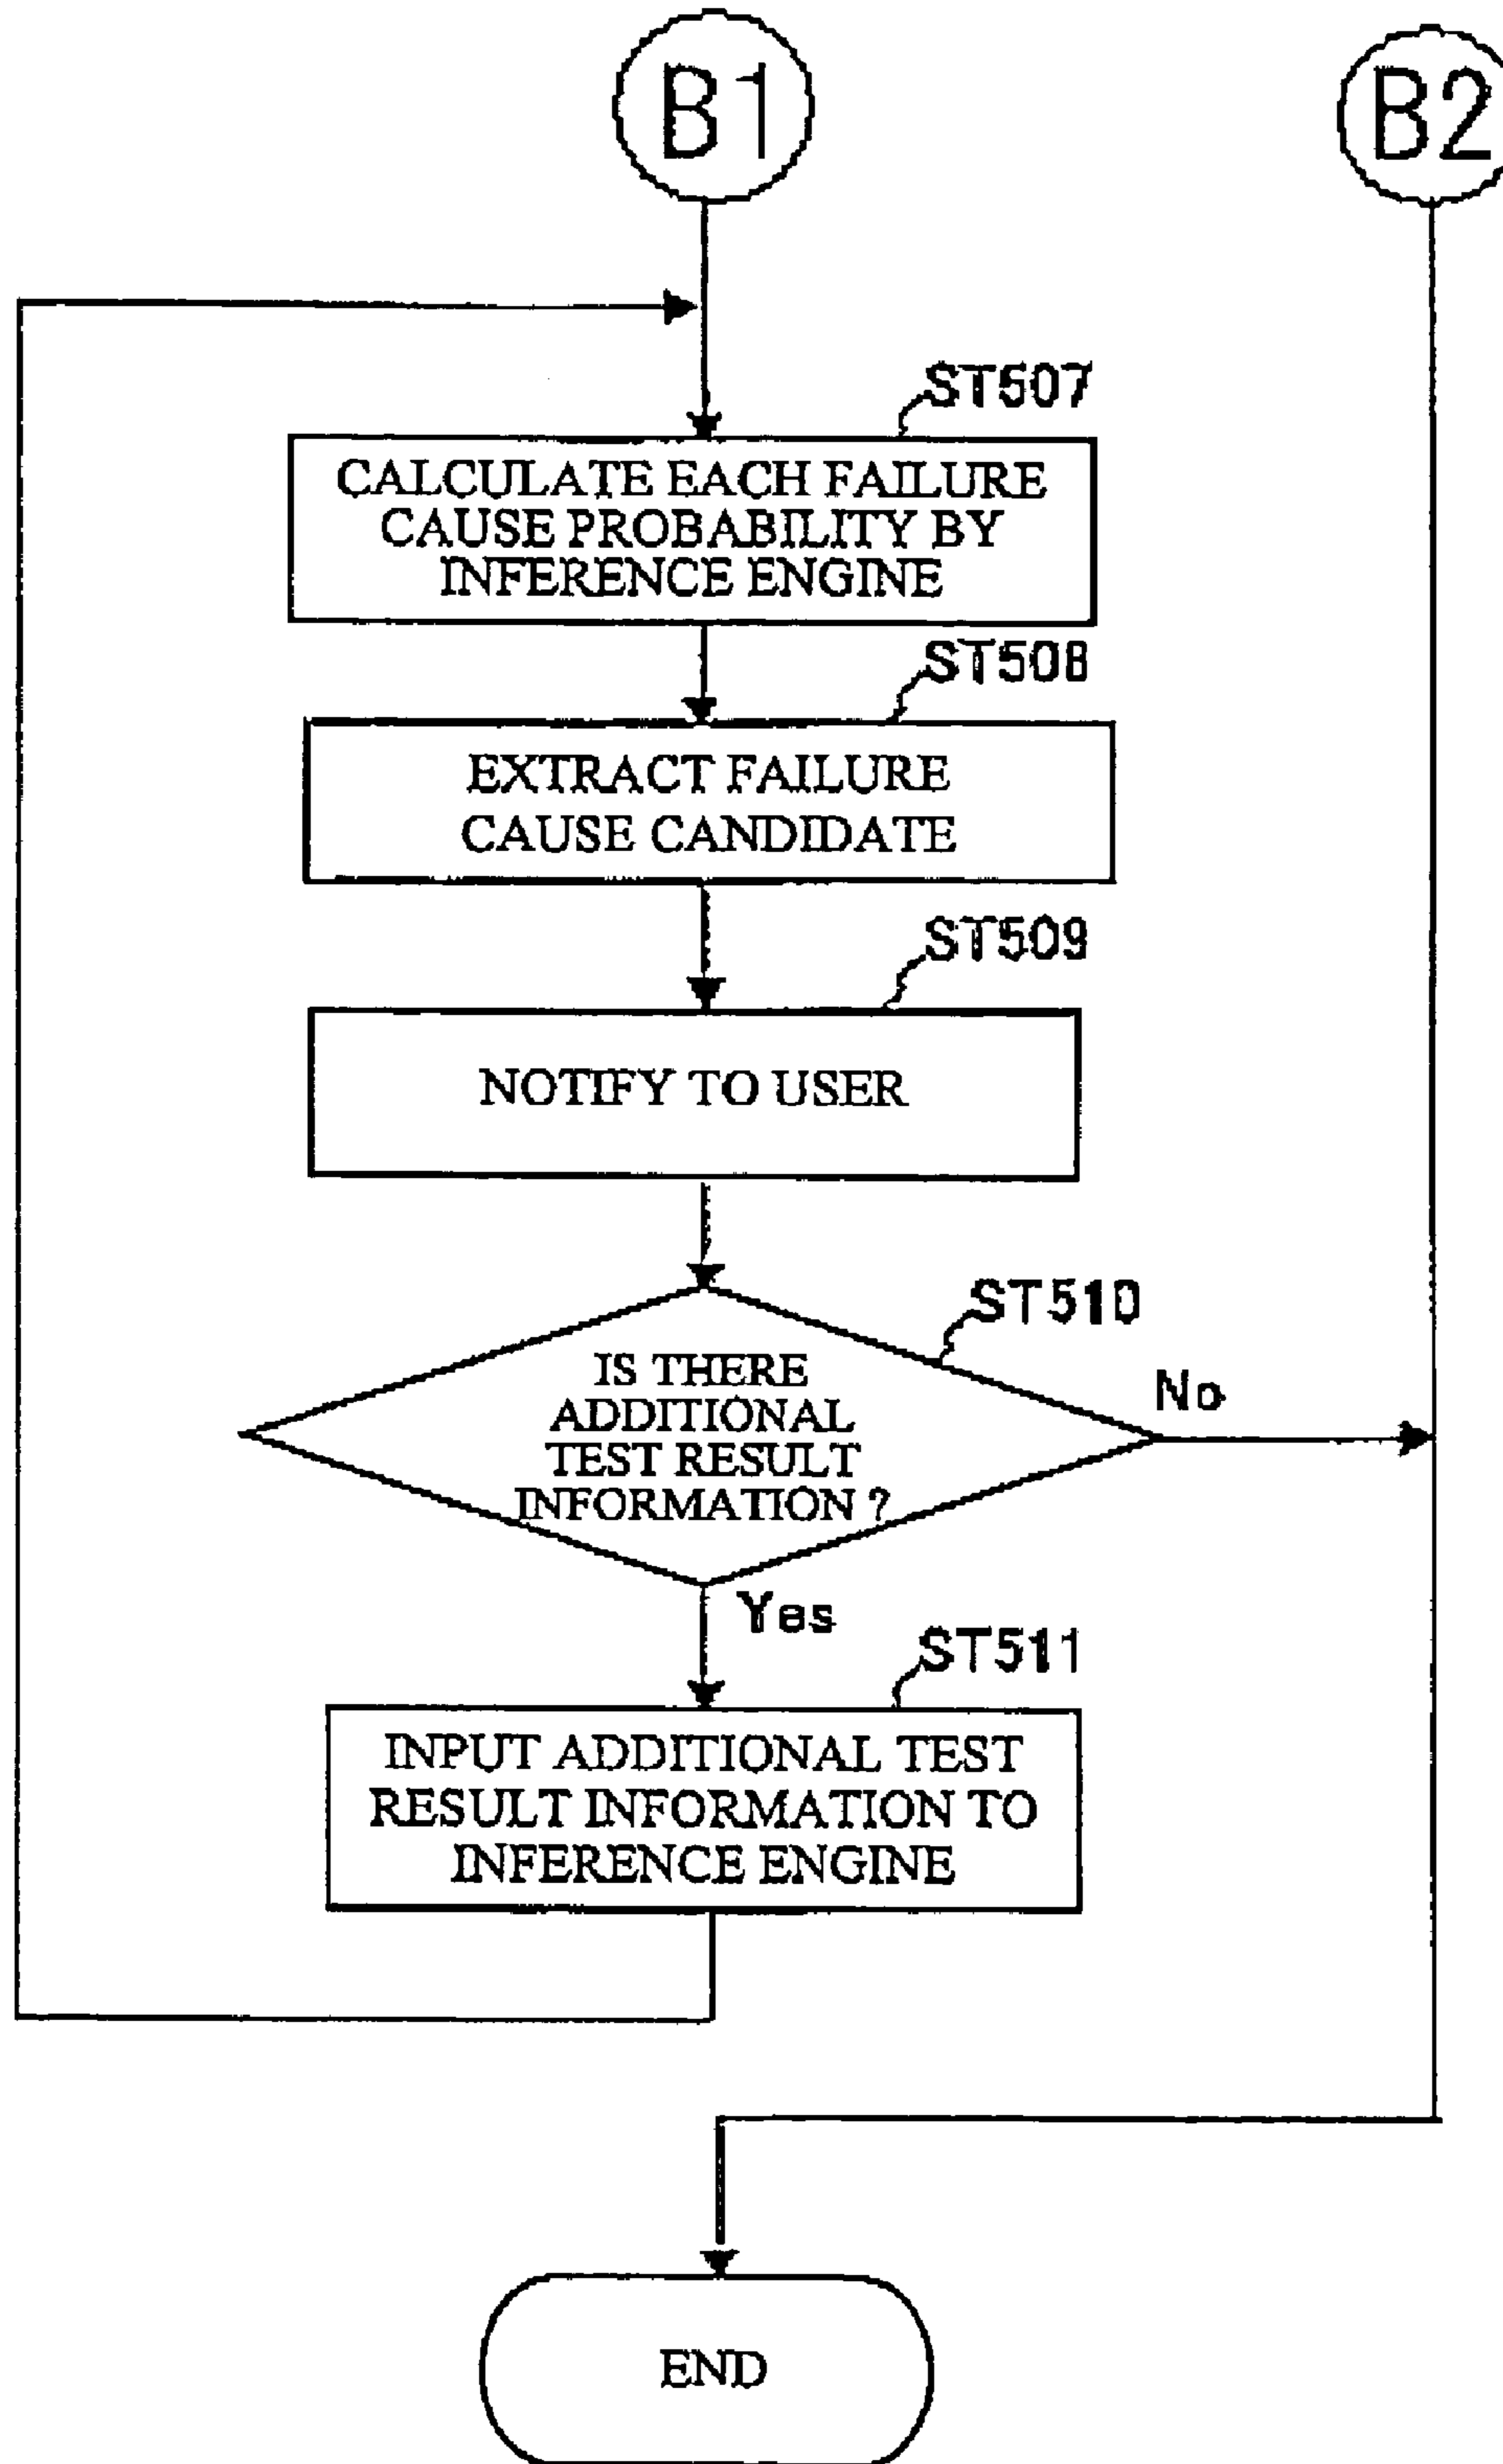 B1
B2
ST507
CALCULATE EACH FAILURE
CAUSE PROBABILITY BY
INFERENCE ENGINE
ST508
EXTRACT FAILURE
CAUSE CANDIDATE
ST509
NOTIFY TO USER
ST510
IS THERE
ADDITIONAL
TEST RESULT
INFORMATION ?
No
Yes
ST511
INPUT ADDITIONAL TEST
RESULT INFORMATION TO
INFERENCE ENGINE
END